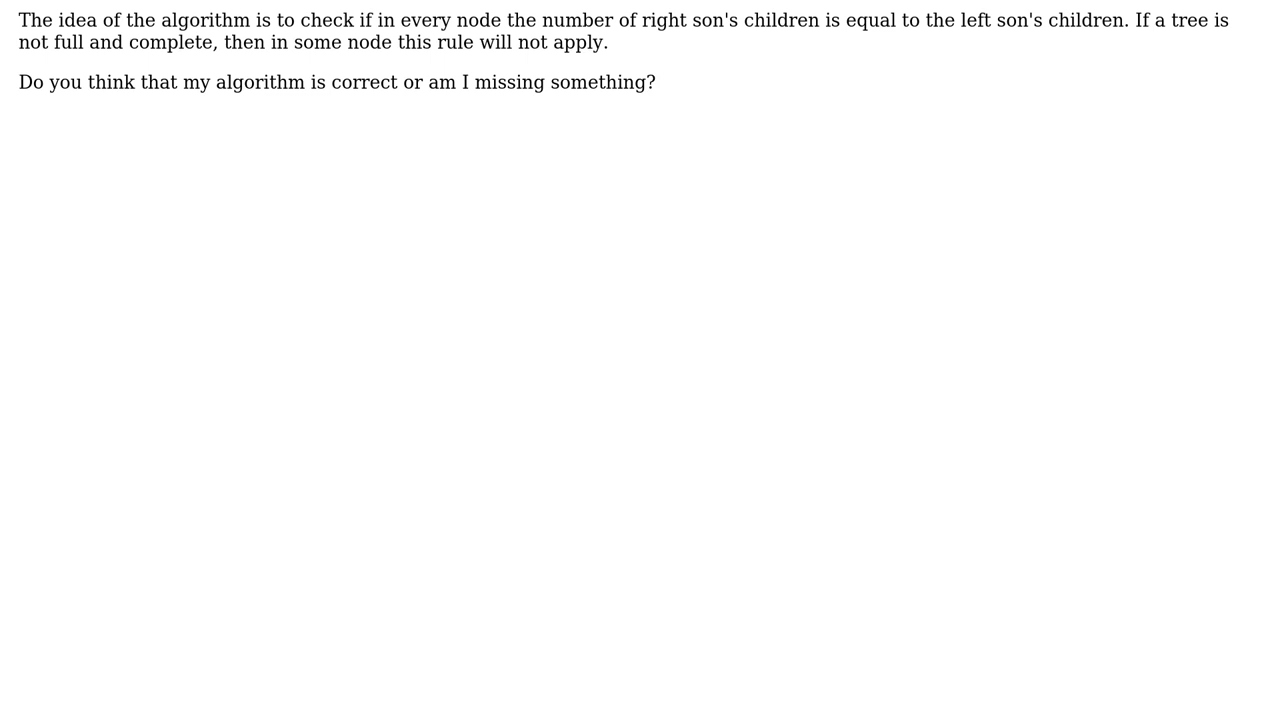 The idea of the algorithm is to check if in every node the number of right son's children is equal to the left son's children. If a tree is
not full and complete, then in some node this rule will not apply.
Do you think that my algorithm is correct or am I missing something?